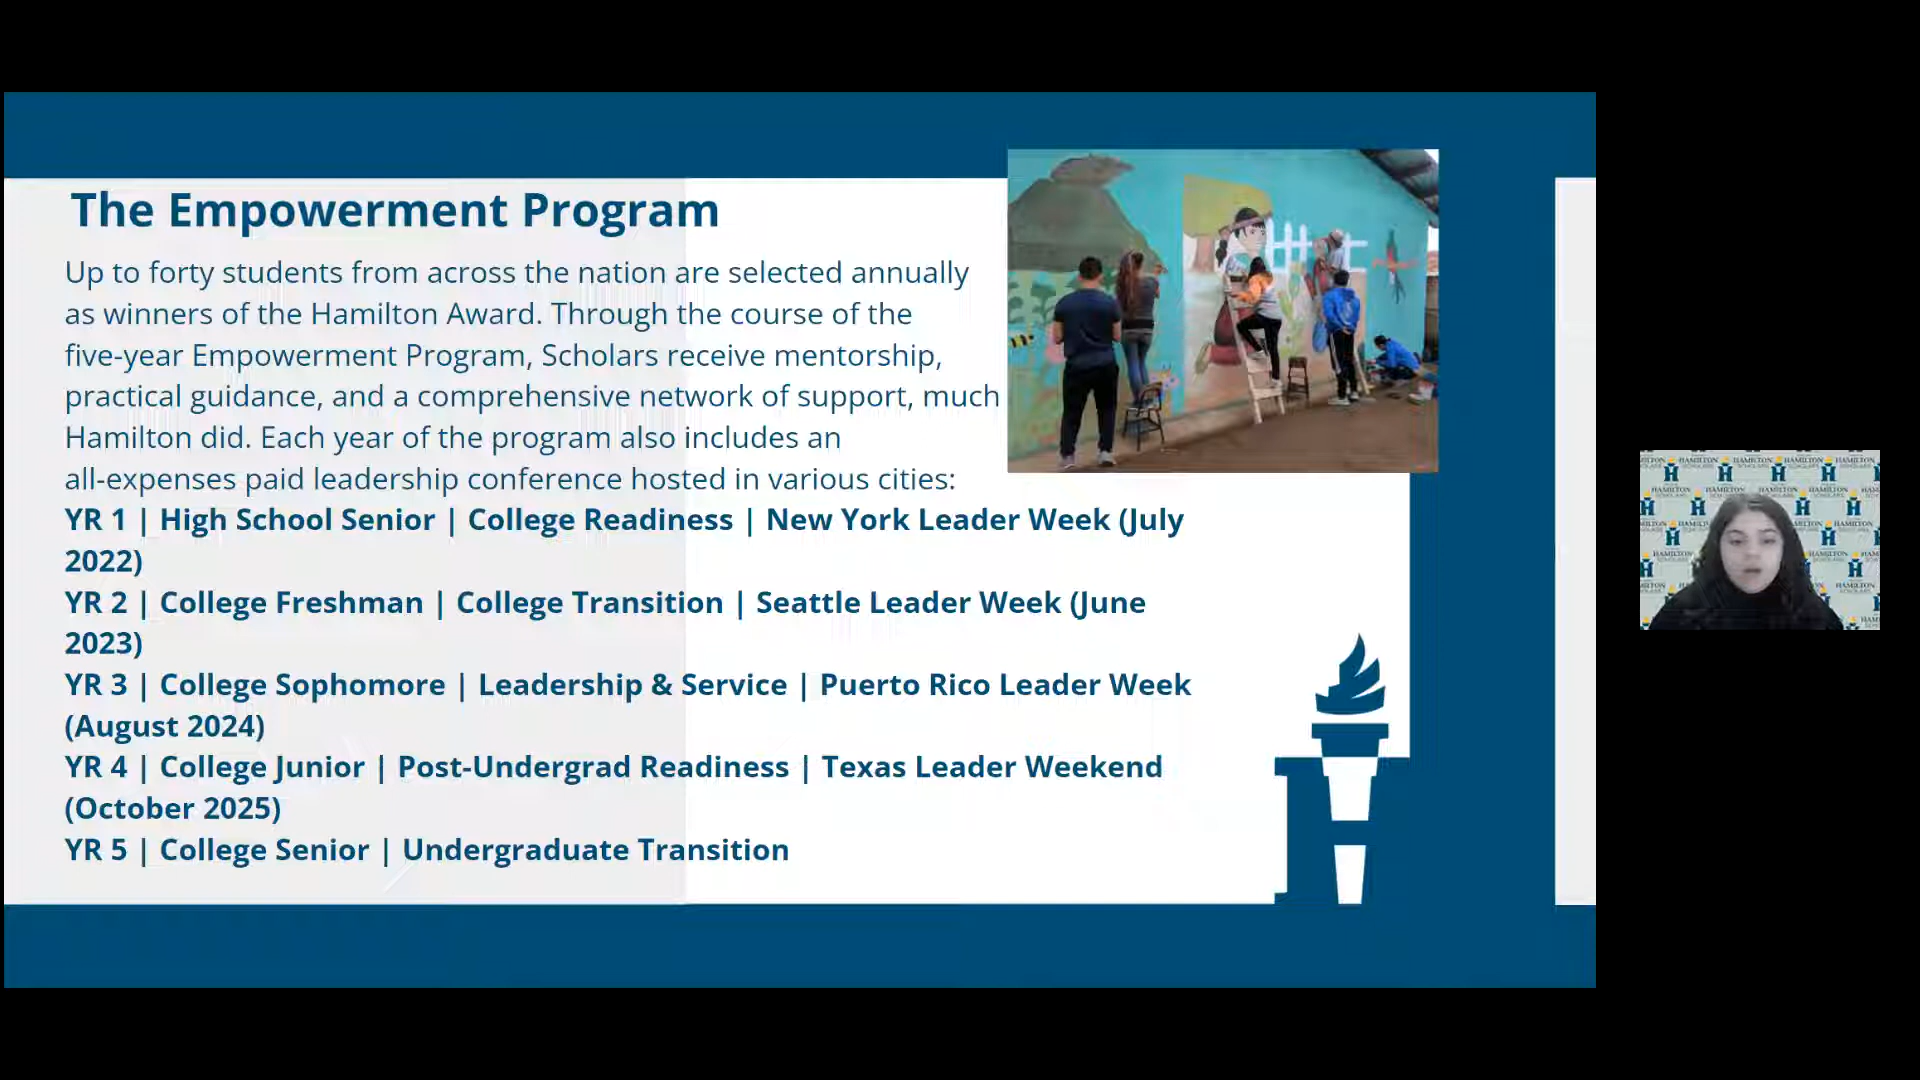 The Empowerment Program
Up to forty students from across the nation are selected annually
as winners of the Hamilton Award. Through the course of the
five-year Empowerment Program, Scholars receive mentorship,
practical guidance, and a comprehensive network of support, much
Hamilton did. Each year of the program also includes an
all-expenses paid leadership conference hosted in various cities:
YR 1 | High School Senior | College Readiness | New York Leader Week (July
2022)
YR 2 | College Freshman | College Transition | Seattle Leader Week (June
2023)
YR 3 | College Sophomore | Leadership & Service | Puerto Rico Leader Week
(August 2024)
YR 4 | College Junior | Post-Undergrad Readiness | Texas Leader Weekend
(October 2025)
YR 5 | College Senior | Undergraduate Transition
HAMILTON
SCHOLARS